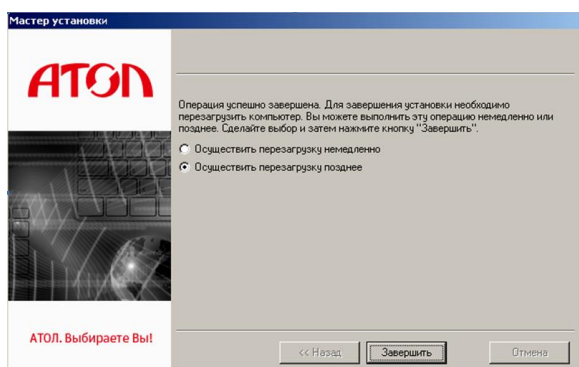 Мастер установки
АТОЛ
Операция успешно завершена. Для завершения установки необходимо
перезагрузить компьютер. Вы можете выполнить эту операцию немедленно или
позднее. Сделайте выбор и затем нажмите кнопку "Завершить".
Осуществить перезагрузку немедленно
Осуществить перезагрузку позднее
АТОЛ. Выбираете Вы!
<< Назад
Завершить
Отмена